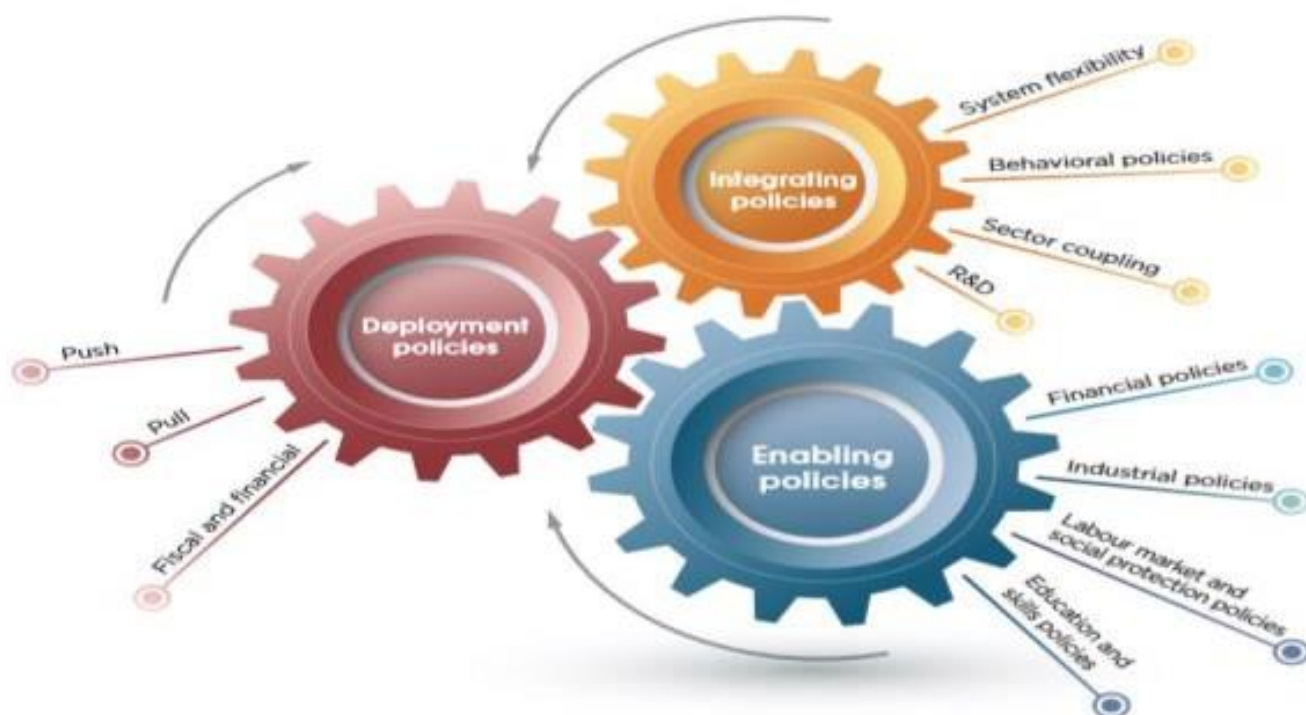 System flexibility
Behavioral policies
Sector coupling
R&D
Integrating
policies
Deployment
policies
Push
Pull
Fiscal and financial
Enabling
policies
Financial policies
Industrial policies
Labour market and
social protection policies
Education and
skills policies